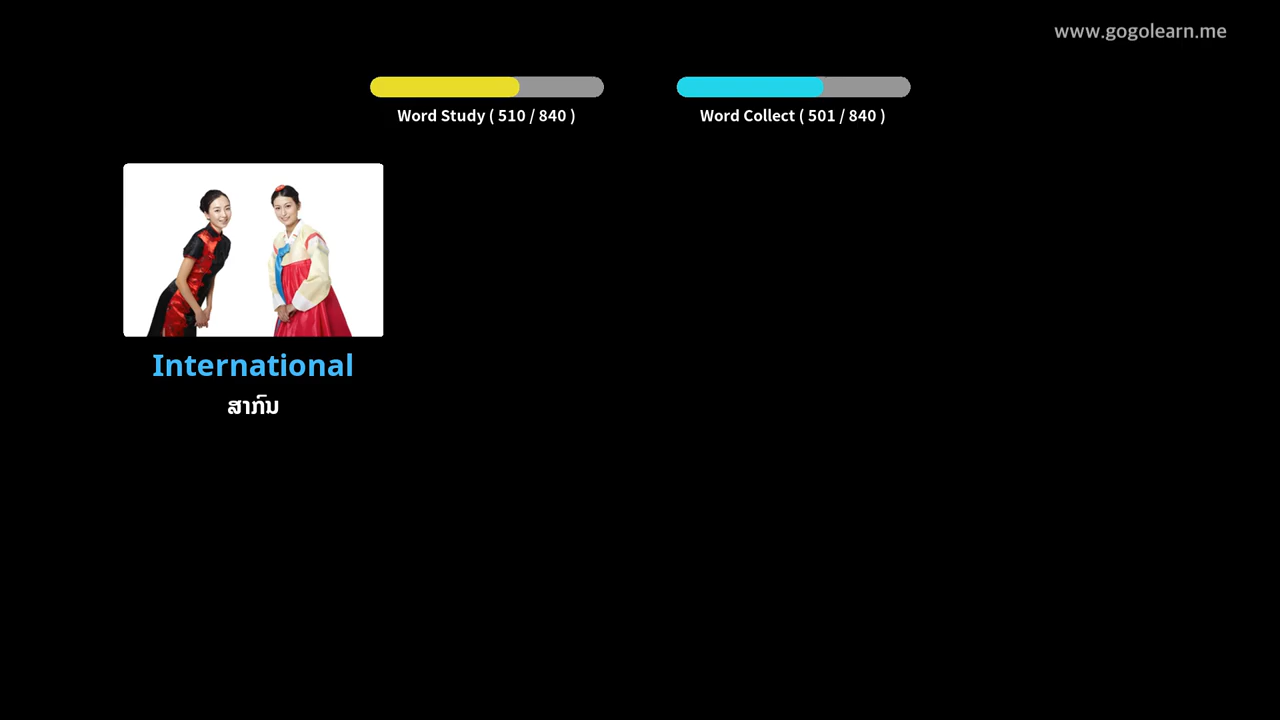 www.gogolearn.me
Word Study ( 510 / 840 )
Word Collect ( 501 / 840 )
International
ສາກົນ